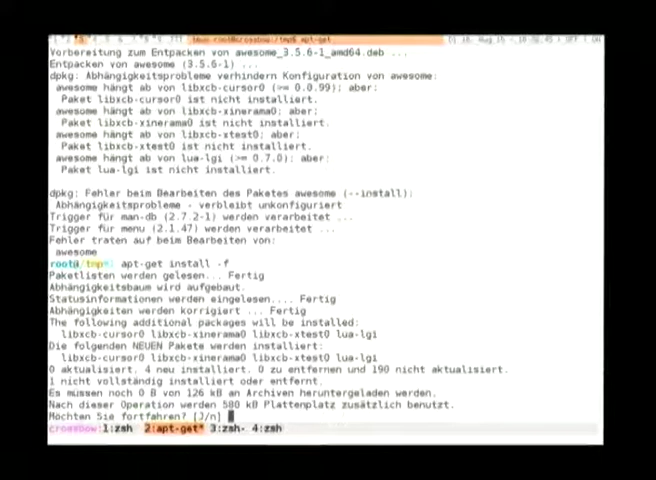 Vorbereitung zum Entpacken von awesome_3.5.6-1_amd64.deb ...
Entpacken von awesome (3.5.6-1) ...
dpkg: Abhängigkeitsprobleme verhindern Konfiguration von awesome:
awesome hängt ab von libxcb-cursor0 (>= 0.0.99); aber:
Paket libxcb-cursor0 ist nicht installiert.
awesome hängt ab von libxcb-xinerama0; aber:
Paket libxcb-xinerama0 ist nicht installiert.
awesome hängt ab von libxcb-xtest0; aber:
Paket libxcb-xtest0 ist nicht installiert.
awesome hängt ab von lua-lgi (>= 0.7.0); aber:
Paket lua-lgi ist nicht installiert.
dpkg: Fehler beim Bearbeiten des Paketes awesome (--install):
Abhängigkeitsprobleme - verbleibt unkonfiguriert
Trigger für man-db (2.7.2-1) werden verarbeitet ...
Trigger für menu (2.1.47) werden verarbeitet ...
Fehler traten auf beim Bearbeiten von:
awesome
root@/tmp# apt-get install -f
Paketlisten werden gelesen... Fertig
Abhängigkeitsbaum wird aufgebaut.
Statusinformationen werden eingelesen.... Fertig
Abhängigkeiten werden korrigiert ... Fertig
The following additional packages will be installed:
libxcb-cursor0 libxcb-xinerama0 libxcb-xtest0 lua-lgi
Die folgenden NEUEN Pakete werden installiert:
libxcb-cursor0 libxcb-xinerama0 libxcb-xtest0 lua-lgi
0 aktualisiert, 4 neu installiert, 0 zu entfernen und 190 nicht aktualisiert.
1 nicht vollständig installiert oder entfernt.
Es müssen noch 0 B von 126 kB an Archiven heruntergeladen werden.
Nach dieser Operation werden 580 kB Plattenplatz zusätzlich benutzt.
Möchten Sie fortfahren? [J/n]
crossbow:1:zsh 2:apt-get* 3:zsh- 4:zsh